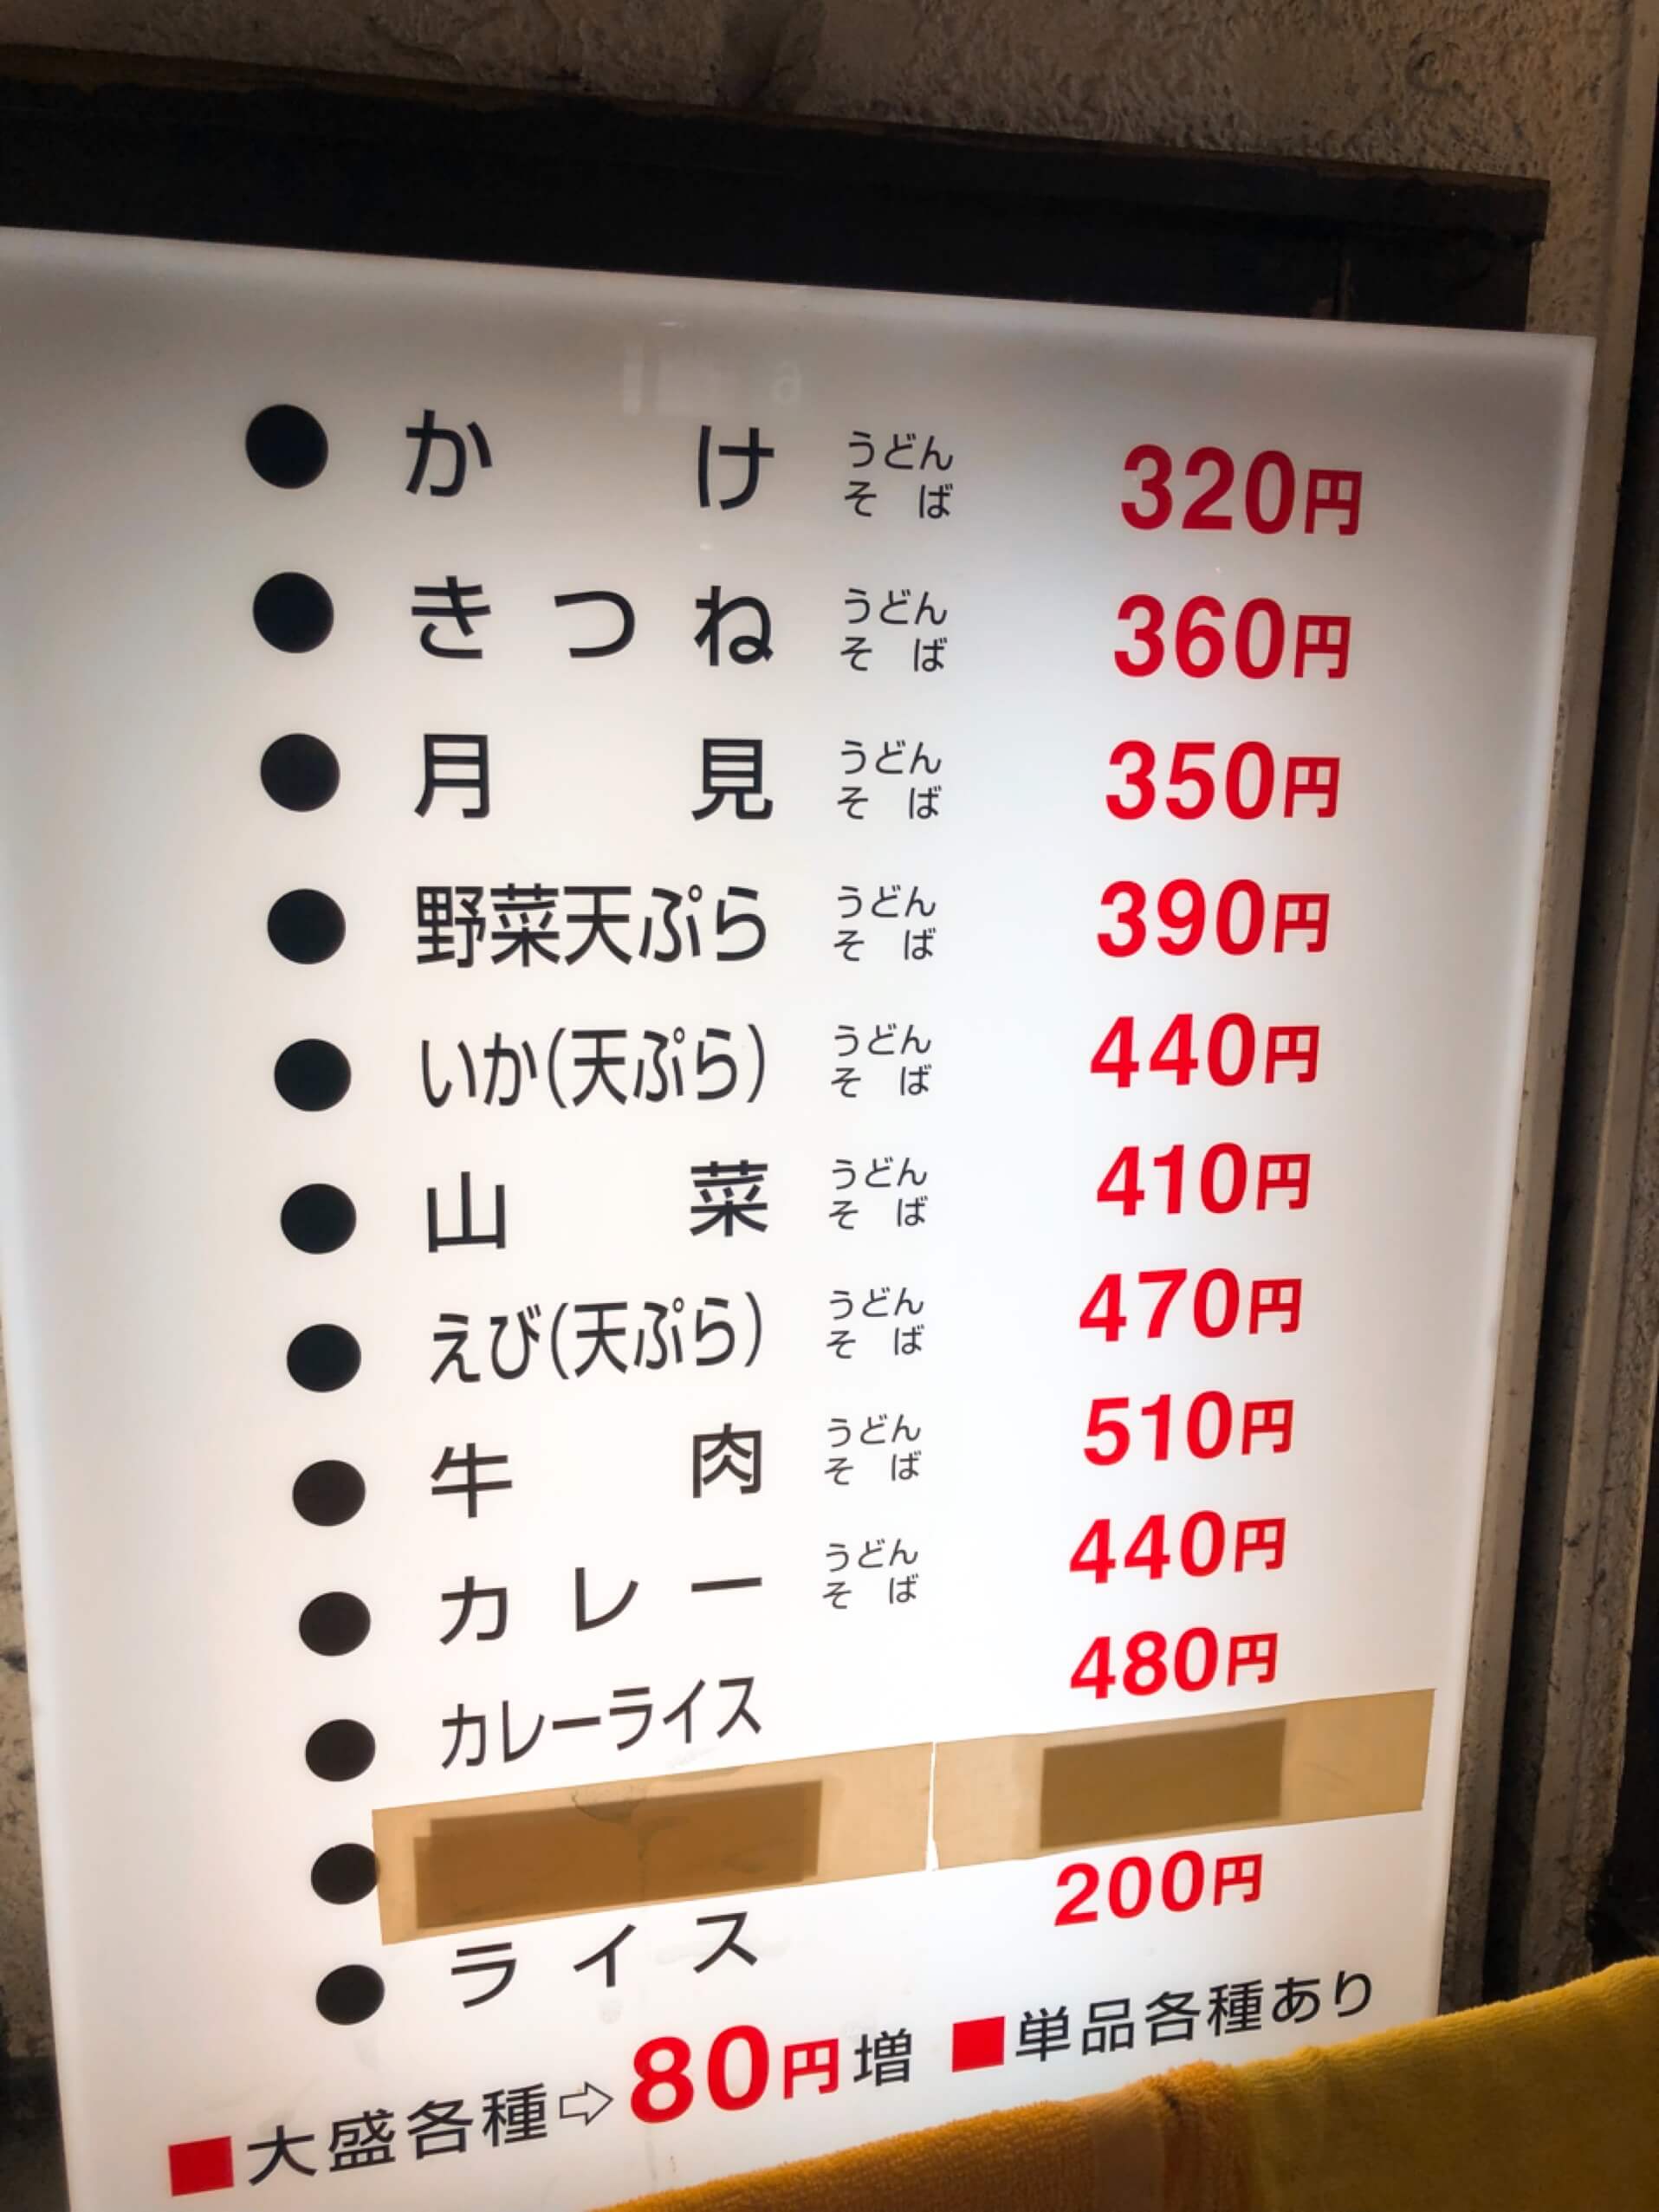 かけ うどん そば 320円
きつね うどん そば 360円
月見 うどん そば 350円
野菜天ぷら うどん そば 390円
いか(天ぷら) うどん そば 440円
山菜 うどん そば 410円
えび(天ぷら) うどん そば 470円
牛肉 うどん そば 510円
カレー うどん そば 440円
カレーライス 480円
ライス 200円
■大盛各種⇨80円増 ■単品各種あり